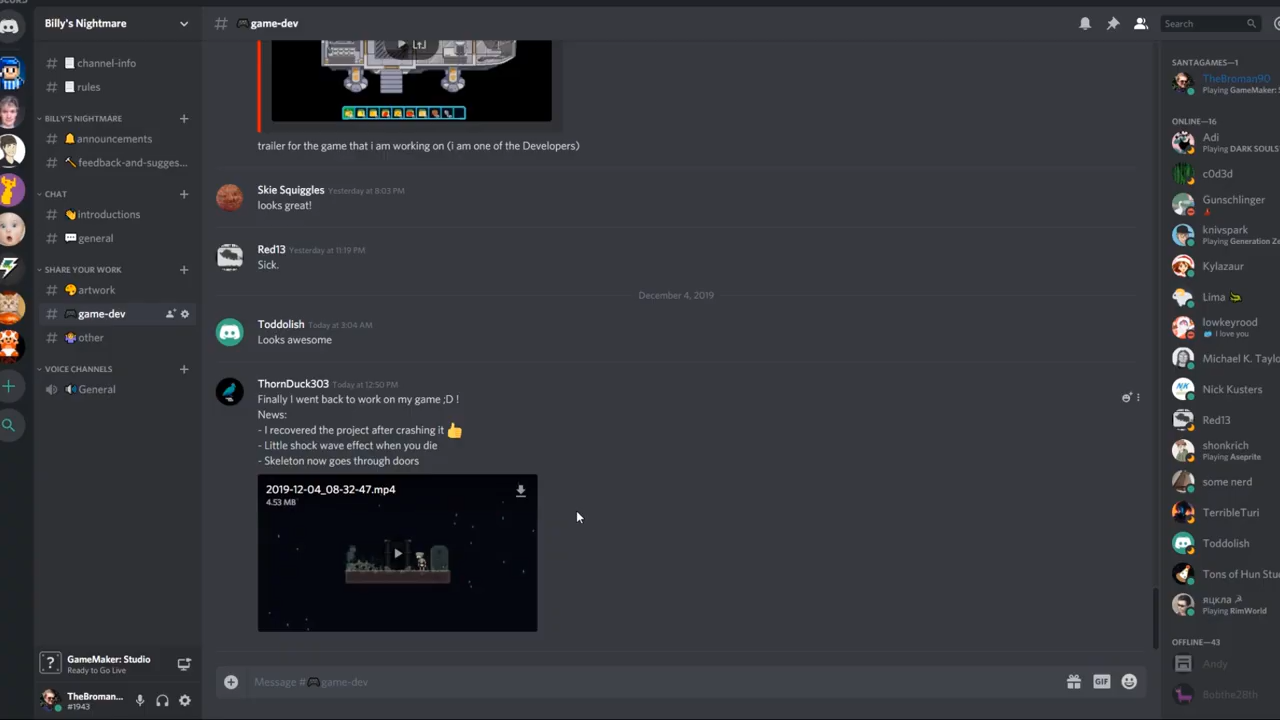 Billy's Nightmare
# game-dev
Search
# channel-info
# rules
BILLY'S NIGHTMARE
# announcements
# feedback-and-sugges...
CHAT
# introductions
# general
SHARE YOUR WORK
# artwork
# game-dev
# other
VOICE CHANNELS
General
GameMaker: Studio
Ready to Go Live
TheBroman...
#1943
trailer for the game that i am working on (i am one of the Developers)
Skie Squiggles Yesterday at 8:03 PM
looks great!
Red13 Yesterday at 11:19 PM
Sick.
December 4, 2019
Toddolish Today at 3:04 AM
Looks awesome
ThornDuck303 Today at 12:50 PM
Finally I went back to work on my game ;D !
News:
- I recovered the project after crashing it 👍
- Little shock wave effect when you die
- Skeleton now goes through doors
2019-12-04_08-32-47.mp4
4.53 MB
Message #🎮game-dev
GIF
SANTAGAMES—1
TheBroman90
Playing GameMaker: S
ONLINE—16
Adi
Playing DARK SOULS
c0d3d
Gunschlinger
knivspark
Playing Generation Ze
Kylazaur
Lima
lowkeyrood
I love you
Michael K. Taylo
Nick Kusters
Red13
shonkrich
Playing Aseprite
some nerd
TerribleTuri
Toddolish
Tons of Hun Stu
яцкла
Playing RimWorld
OFFLINE—43
Andy
Bobthe28th